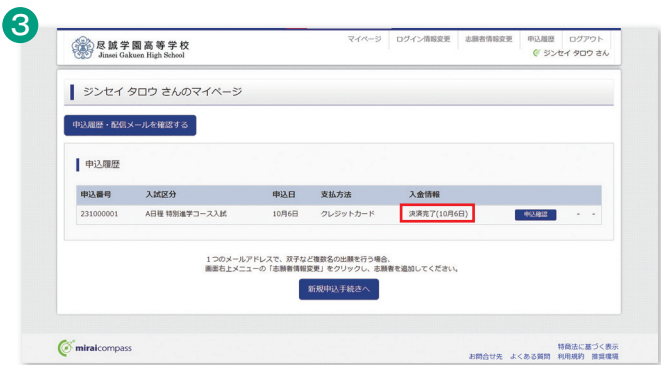 3
尽誠学園高等学校
Jinsei Gakuen High School
マイページ ログイン情報変更 志願者情報変更 申込履歴 ログアウト
ジンセイ タロウ さん
ジンセイ タロウ さんのマイページ
申込履歴・配信メールを確認する
申込履歴
申込番号 入試区分 申込日 支払方法 入金情報
231000001 A日程 特別進学コース入試 10月6日 クレジットカード 決済完了(10月6日) 申込確認 - -
1つのメールアドレスで、双子など複数名の出願を行う場合、
画面右上メニューの「志願者情報変更」をクリックし、志願者を追加してください。
新規申込手続きへ
miraicompass
特商法に基づく表示
お問合せ先 よくある質問 利用規約 推奨環境